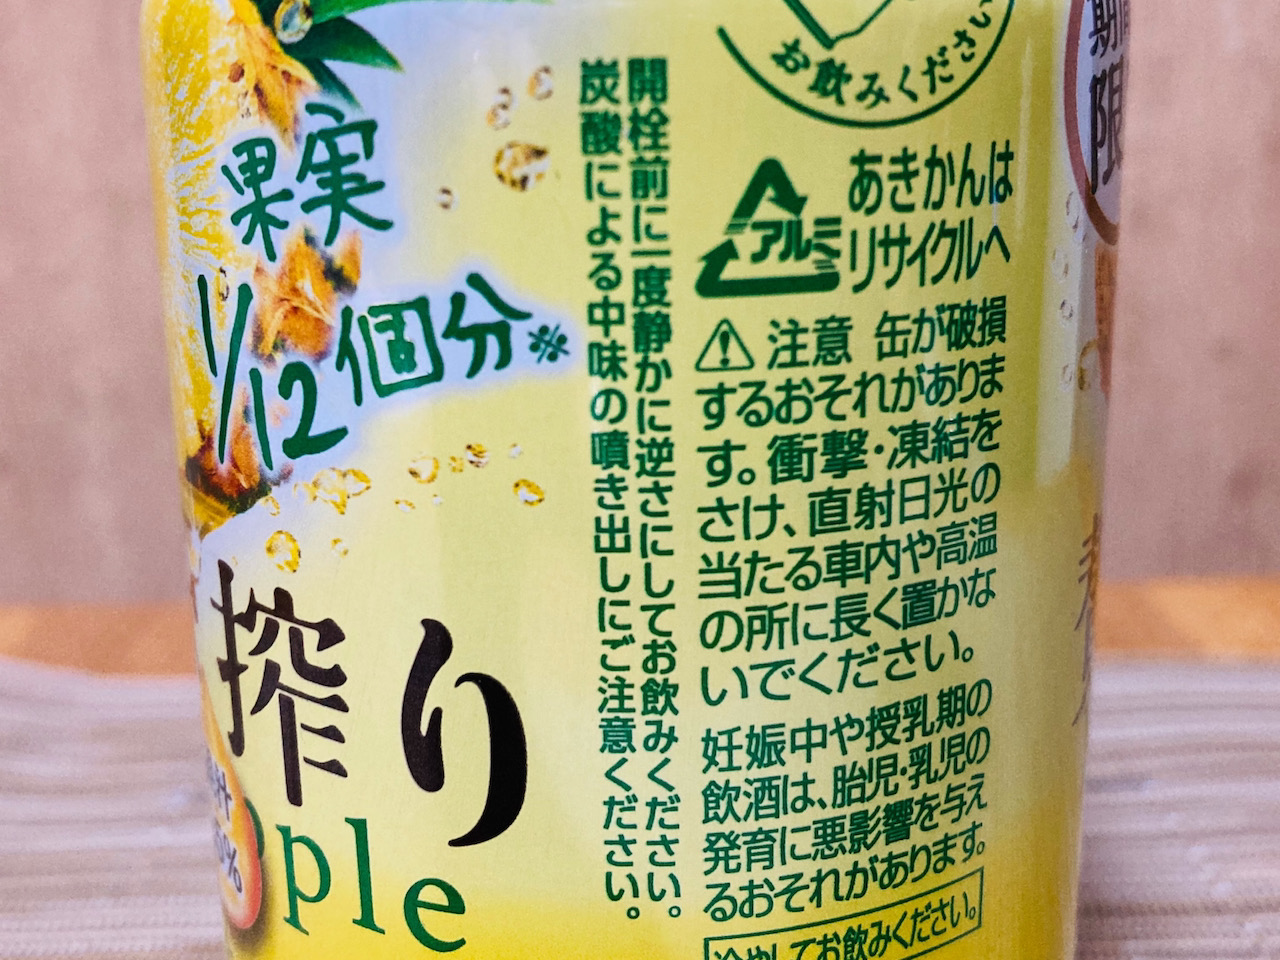 果実
1/12個分※
搾り
ple
開栓前に一度静かに逆さにしてお飲みください。
炭酸による中味の噴き出しにご注意ください。
お飲みください
あきかんは
リサイクルへ
アルミ
注意 缶が破損
するおそれがありま
す。衝撃・凍結を
さけ、直射日光の
当たる車内や高温
の所に長く置かな
いでください。
妊娠中や授乳期の
飲酒は、胎児・乳児の
発育に悪影響を与え
るおそれがあります。
冷やしてお飲みください。
期間
限